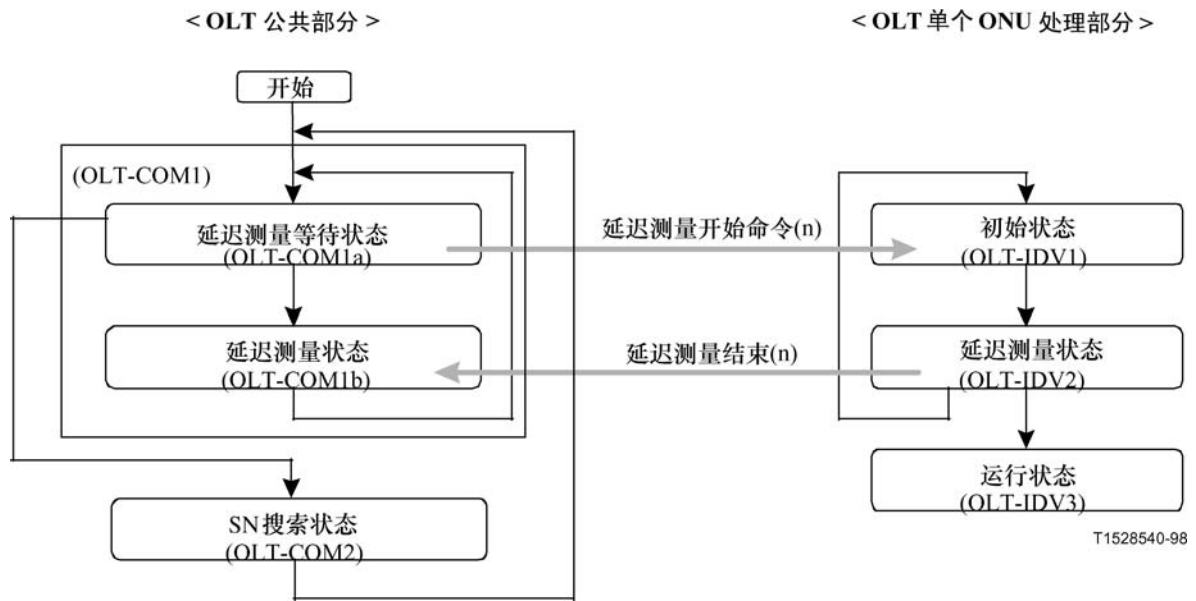 < OLT 公共部分 >
< OLT 单个 ONU 处理部分 >
开始
(OLT-COM1)
延迟测量等待状态
(OLT-COM1a)
延迟测量开始命令(n)
初始状态
(OLT-IDV1)
延迟测量状态
(OLT-COM1b)
延迟测量结束(n)
延迟测量状态
(OLT-IDV2)
运行状态
(OLT-IDV3)
SN搜索状态
(OLT-COM2)
T1528540-98